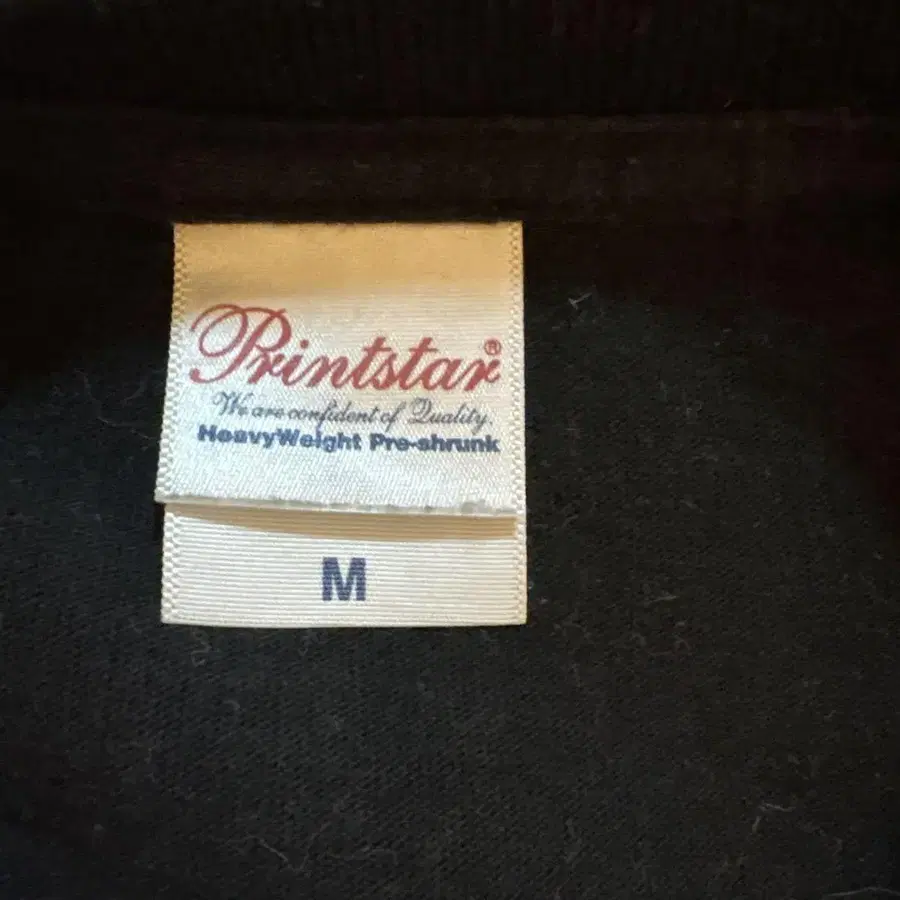 Printstar®
We are confident of Quality.
HeavyWeight Pre-shrunk
M